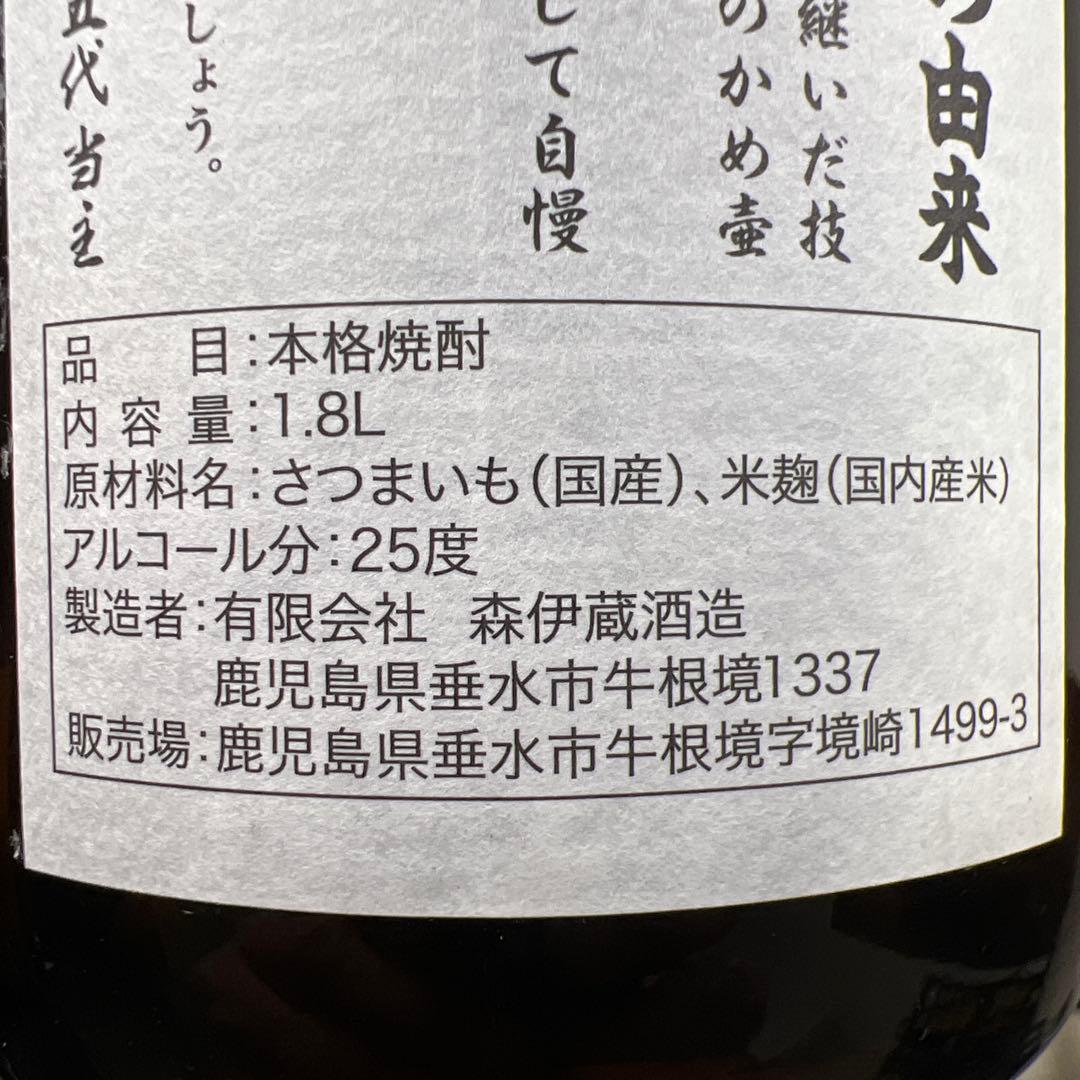 由来
継いだ技
のかめ壷
して自慢
しょう。
五代当主
品　目:本格焼酎
内容量:1.8L
原材料名:さつまいも(国産)、米麹(国内産米)
アルコール分:25度
製造者:有限会社　森伊蔵酒造
鹿児島県垂水市牛根境1337
販売場:鹿児島県垂水市牛根境字境崎1499-3